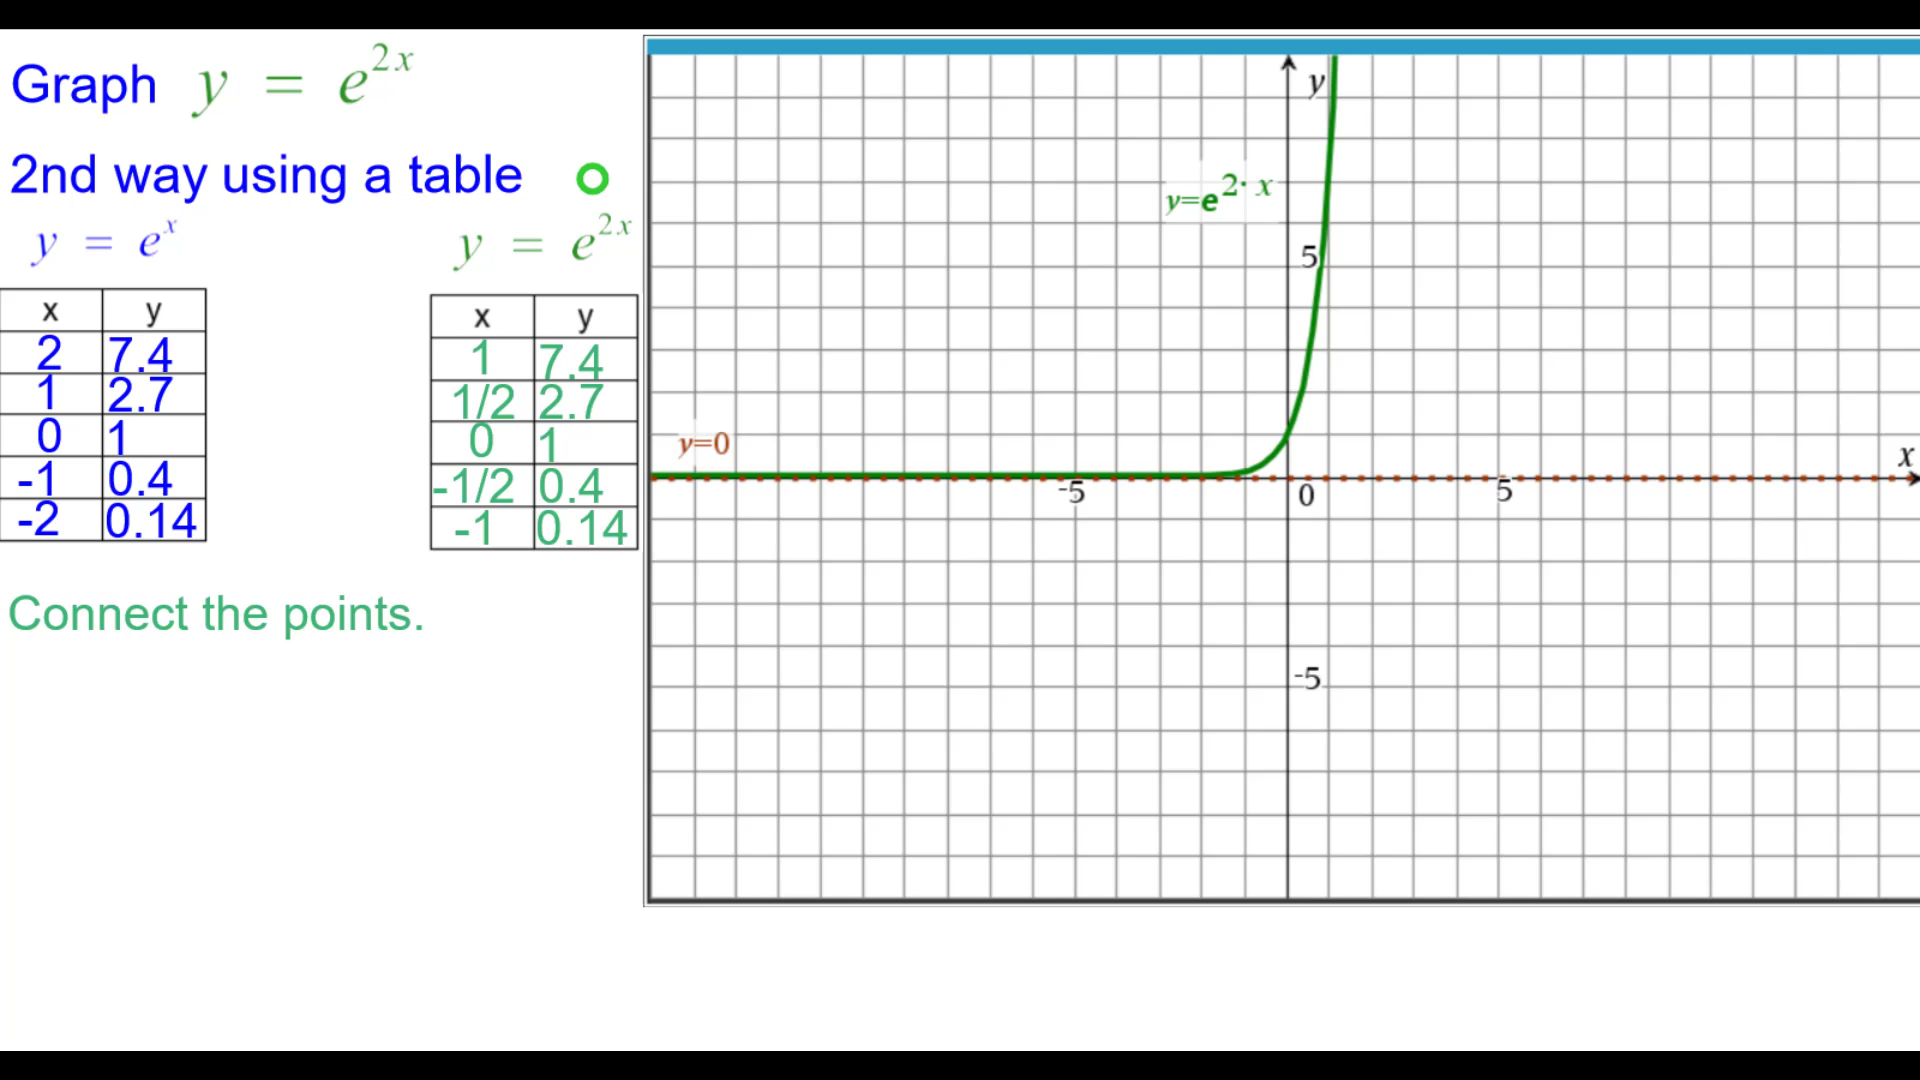 Graph y = e^{2x}
2nd way using a table
y = e^x
x y
2 7.4
1 2.7
0 1
-1 0.4
-2 0.14
y = e^{2x}
x y
1 7.4
1/2 2.7
0 1
-1/2 0.4
-1 0.14
Connect the points.
y
y=e^{2·x}
5
y=0
x
-5 0 5
-5